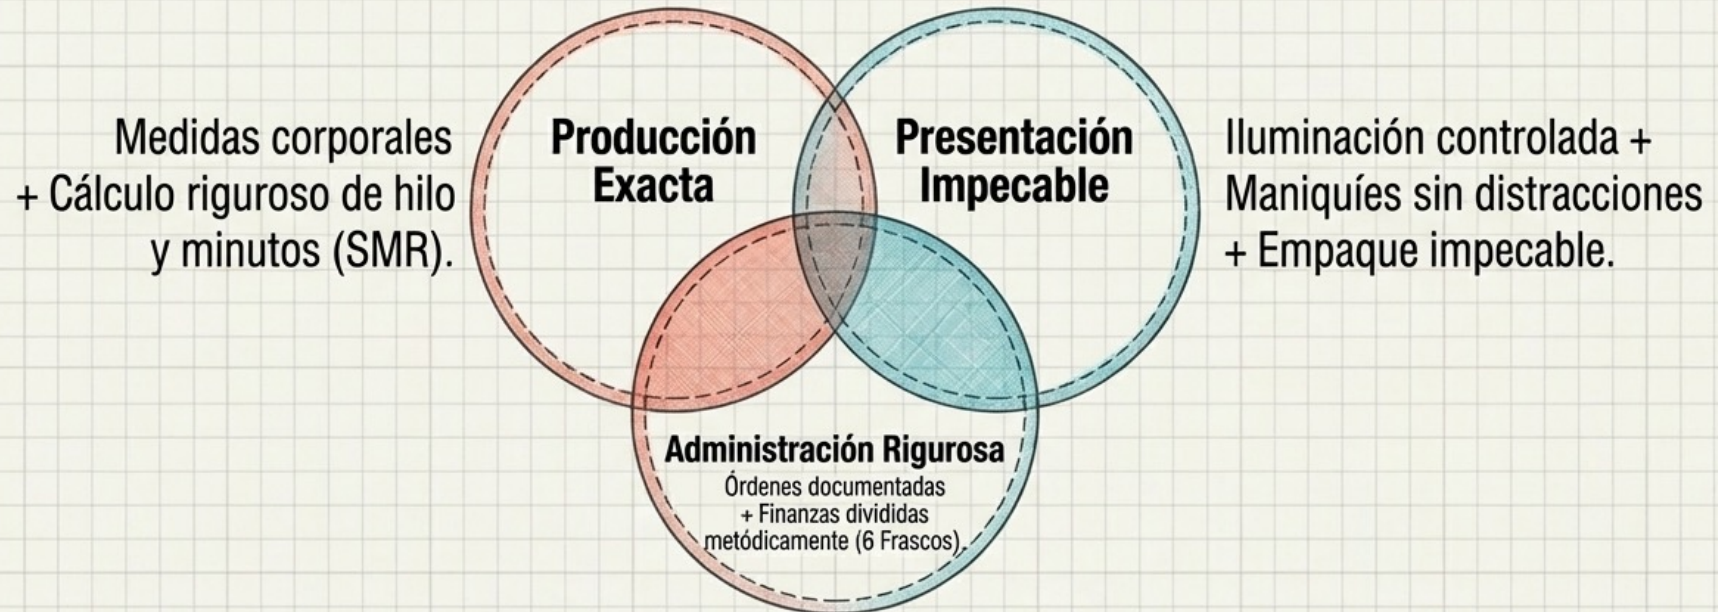 Medidas corporales
+ Cálculo riguroso de hilo
y minutos (SMR).
Producción
Exacta
Presentación
Impecable
Iluminación controlada +
Maniquíes sin distracciones
+ Empaque impecable.
Administración Rigurosa
Órdenes documentadas
+ Finanzas divididas
metódicamente (6 Frascos).